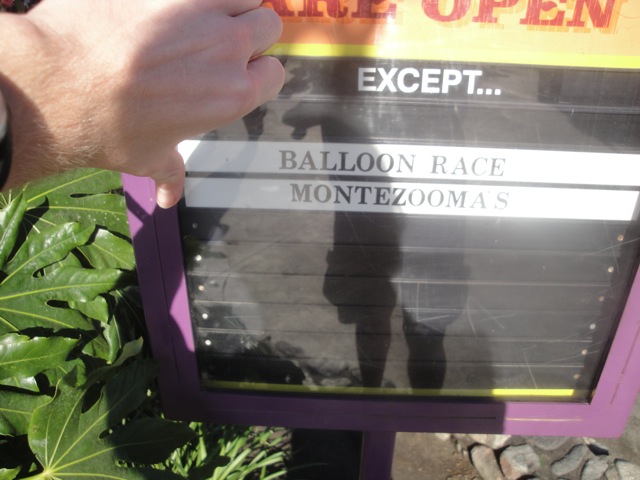 ARE OPEN
EXCEPT...
BALLOON RACE
MONTEZOOMA'S